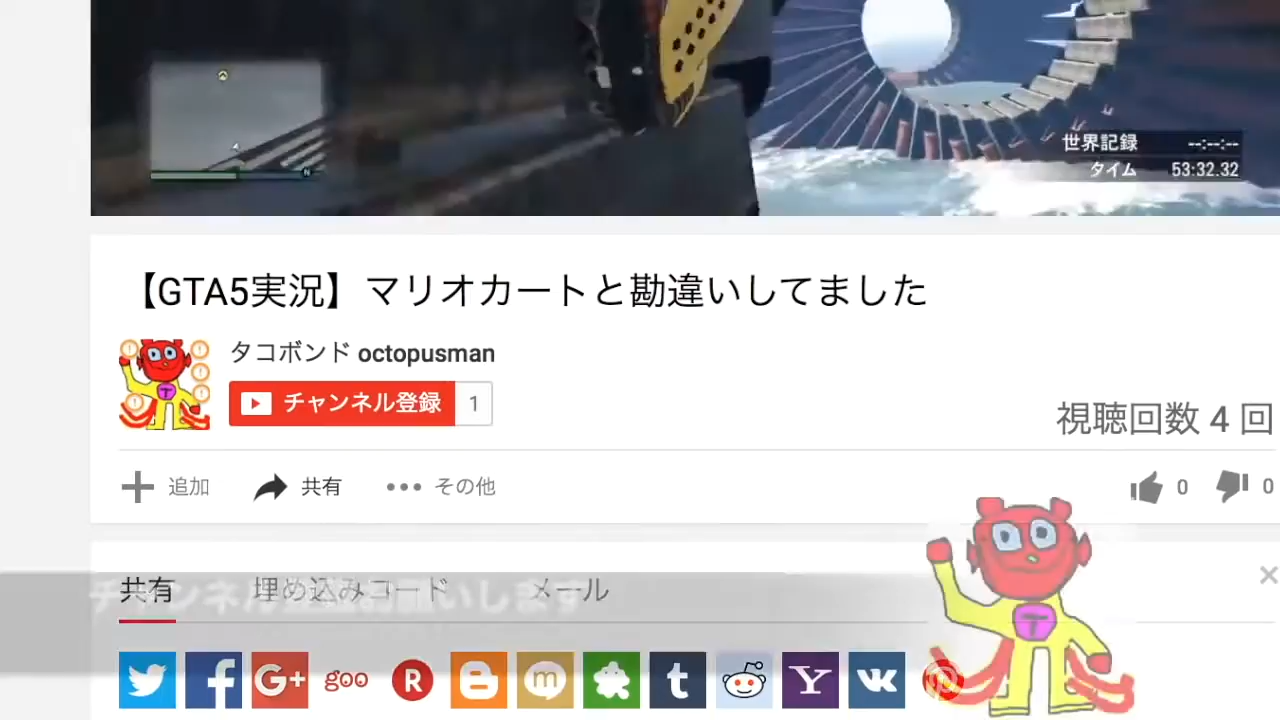 N
世界記録 --:--:--
タイム 53:32.32
【GTA5実況】マリオカートと勘違いしてました
タコボンド octopusman
チャンネル登録 1
視聴回数 4 回
追加 共有 その他 0 0
共有 埋め込みコード メール
G+ goo R m t Y
T